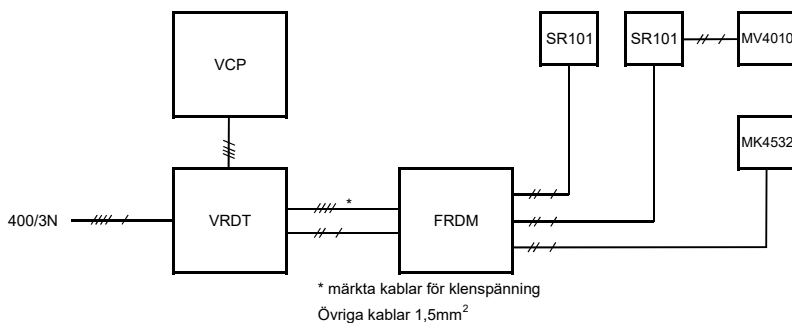 SR101
SR101
MV4010
VCP
MK4532
400/3N
VRDT
*
FRDM
* märkta kablar för klenspänning
Övriga kablar 1,5mm²